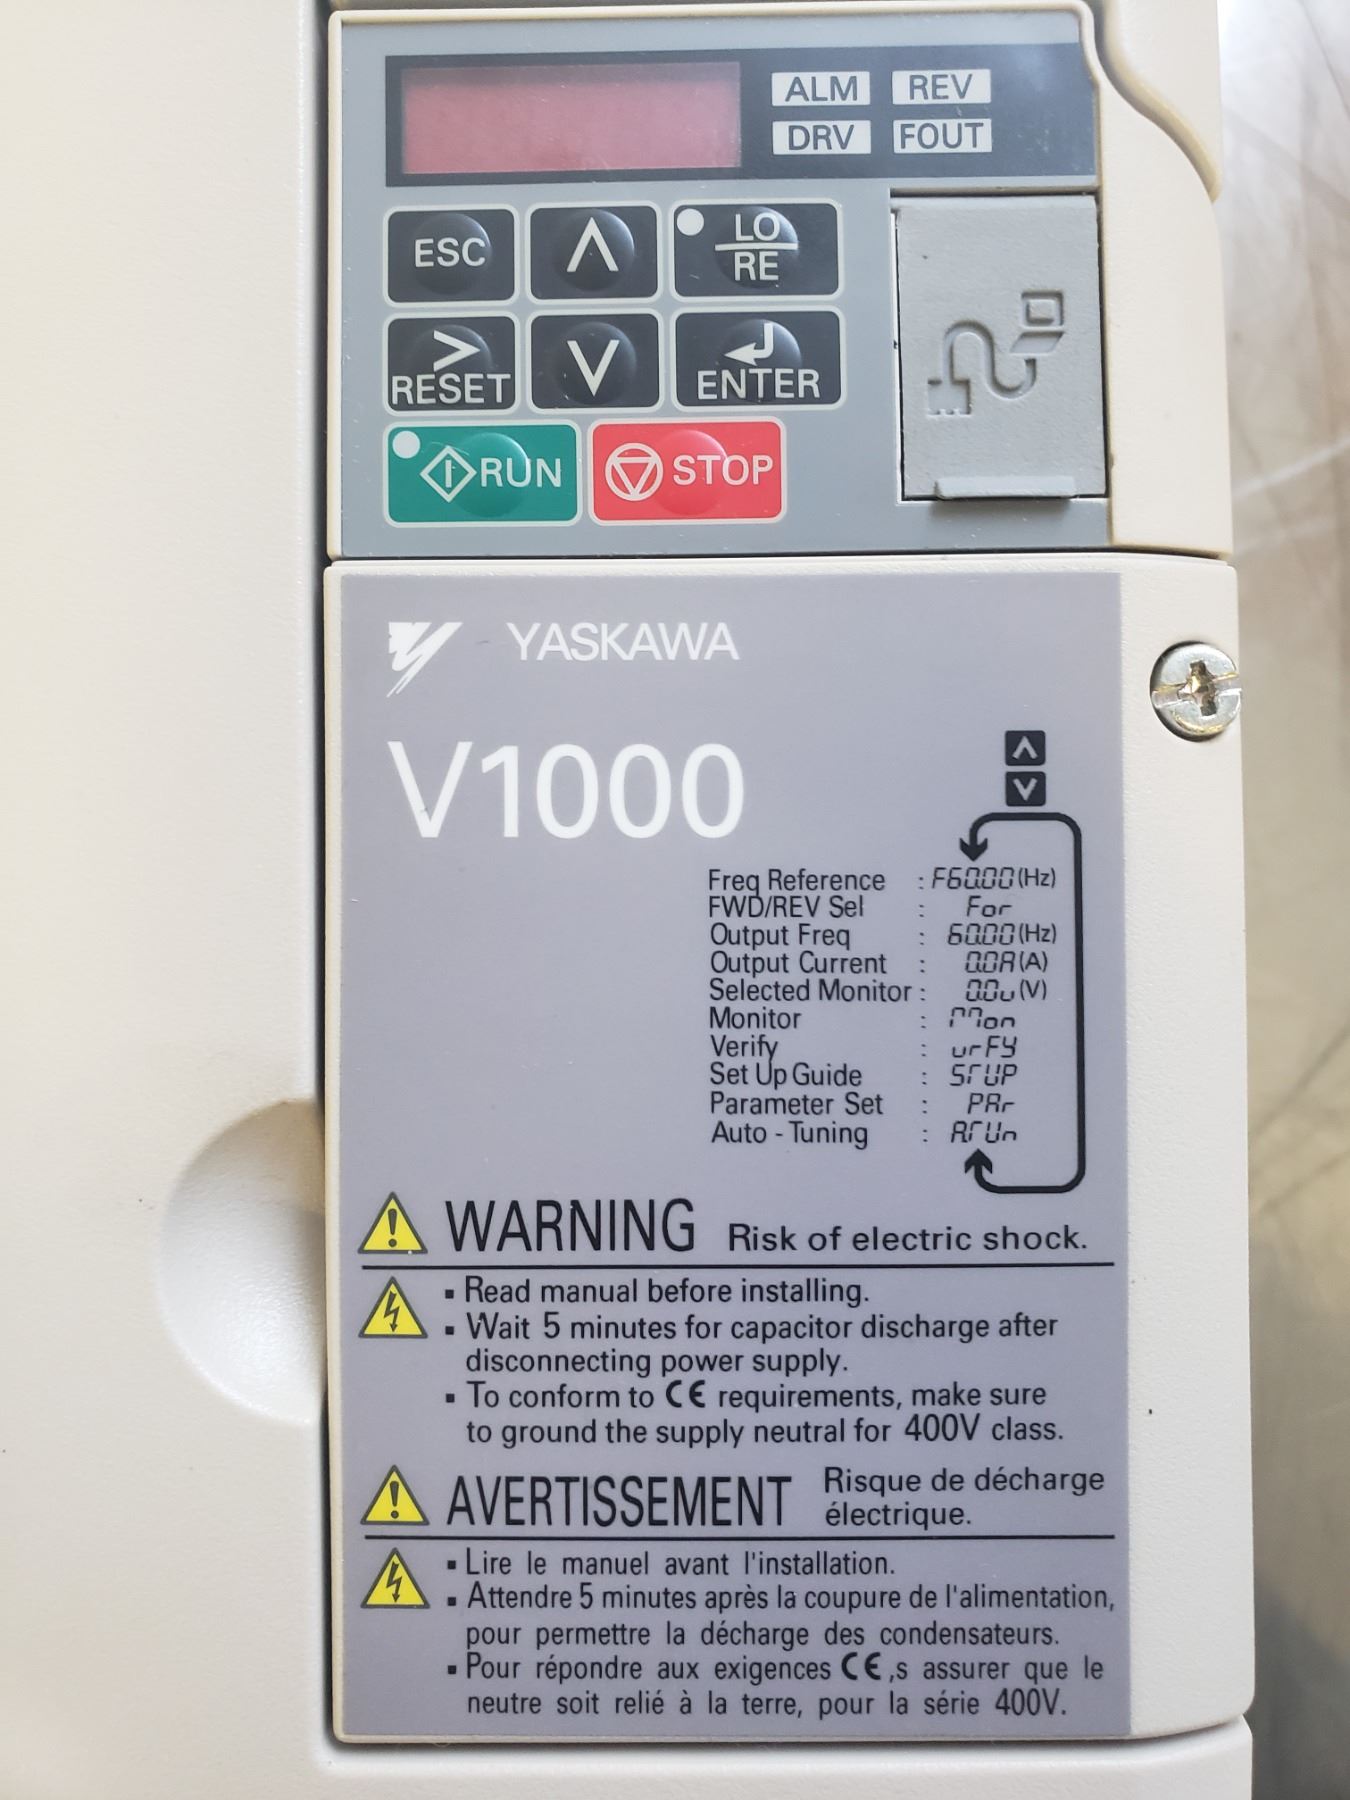 ALM REV
DRV FOUT
ESC Λ LO
RE
>
RESET V ENTER
RUN STOP
YASKAWA
V1000
Freq Reference : F60.00 (Hz)
FWD/REV Sel : For
Output Freq : 60.00 (Hz)
Output Current : 0.0A (A)
Selected Monitor : 0.0v (V)
Monitor : Mon
Verify : vrFY
Set Up Guide : STUP
Parameter Set : PAr
Auto - Tuning : ATUn
WARNING Risk of electric shock.
▪ Read manual before installing.
▪ Wait 5 minutes for capacitor discharge after
disconnecting power supply.
▪ To conform to CE requirements, make sure
to ground the supply neutral for 400V class.
AVERTISSEMENT Risque de décharge
électrique.
▪ Lire le manuel avant l'installation.
▪ Attendre 5 minutes après la coupure de l'alimentation,
pour permettre la décharge des condensateurs.
▪ Pour répondre aux exigences CE ,s assurer que le
neutre soit relié à la terre, pour la série 400V.